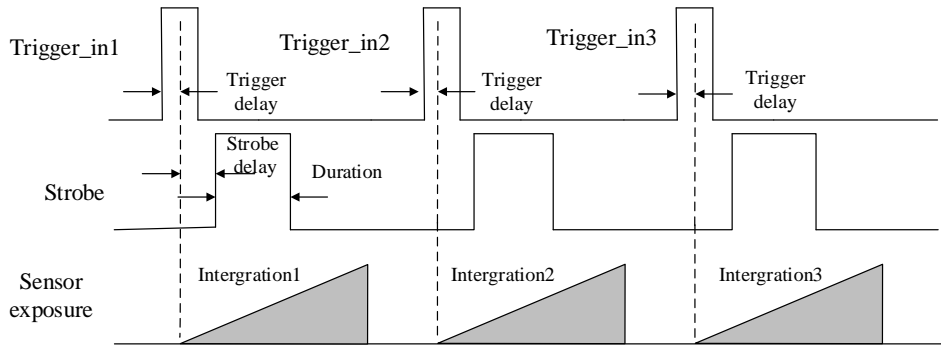 Trigger_in1
Trigger_in2
Trigger_in3
Trigger
delay
Trigger
delay
Trigger
delay
Strobe
Strobe
delay
Duration
Sensor
exposure
Intergration1
Intergration2
Intergration3